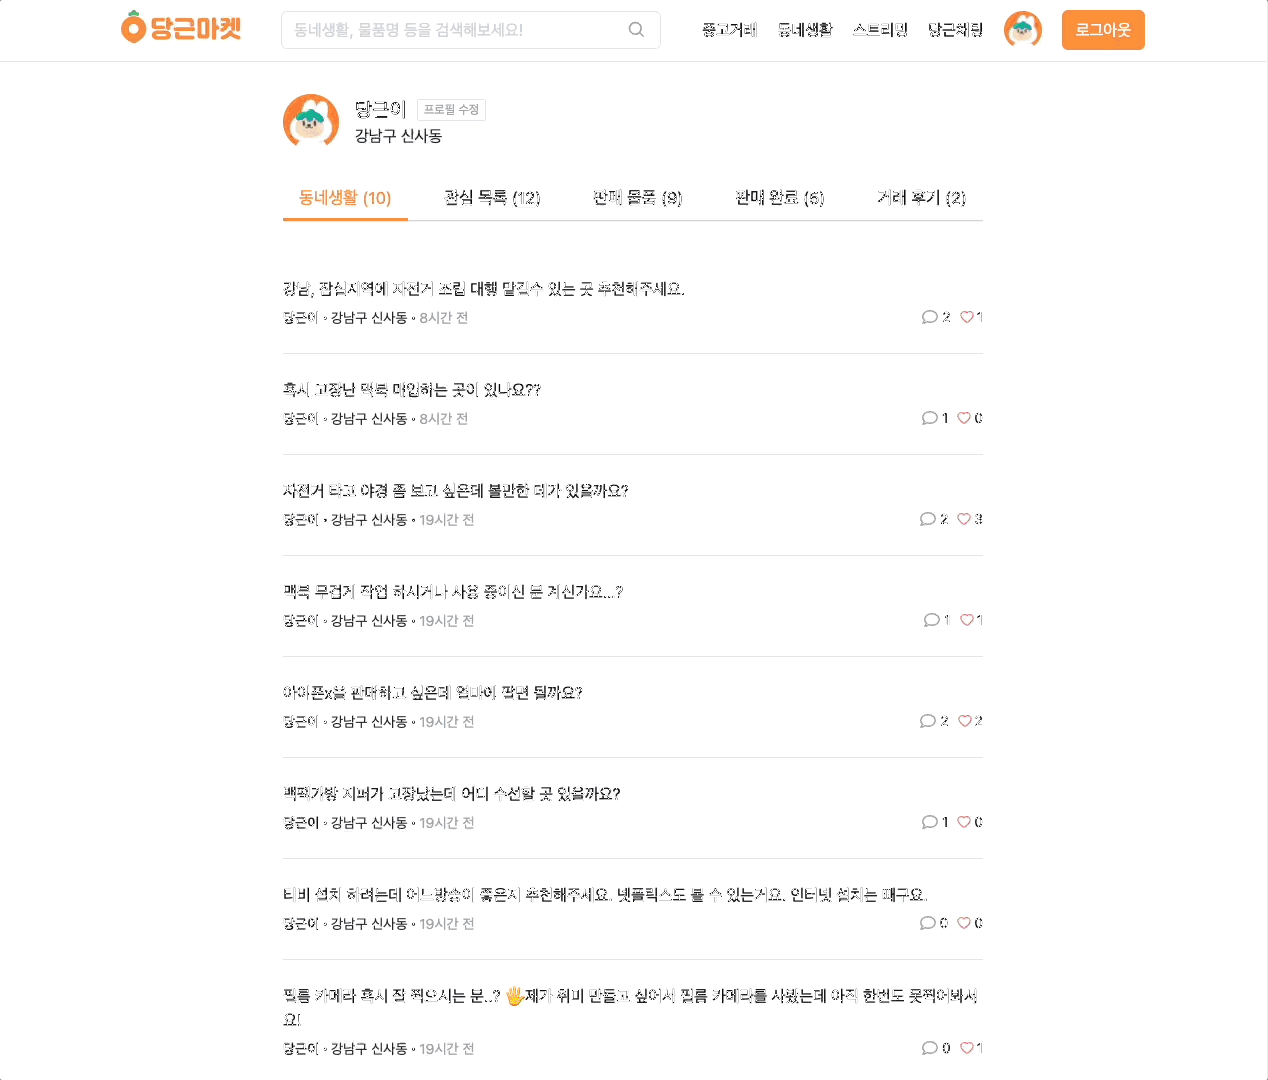 당근마켓
동네생활, 물품명 등을 검색해보세요!
중고거래 동네생활 스트리밍 당근채팅 로그아웃
당근이 프로필 수정
강남구 신사동
동네생활 (10) 관심 목록 (12) 판매 물품 (9) 판매 완료 (6) 거래 후기 (2)
강남, 잠실지역에 자전거 조립 대행 맡길수 있는 곳 추천해주세요.
당근이 • 강남구 신사동 • 8시간 전 2 1
혹시 고장난 맥북 매입하는 곳이 있나요??
당근이 • 강남구 신사동 • 8시간 전 1 0
자전거 타고 야경 좀 보고 싶은데 볼만한 데가 있을까요?
당근이 • 강남구 신사동 • 19시간 전 2 3
맥북 무겁게 작업 하시거나 사용 중이신 분 계신가요...?
당근이 • 강남구 신사동 • 19시간 전 1 1
아이폰x를 판매하고 싶은데 얼마에 팔면 될까요?
당근이 • 강남구 신사동 • 19시간 전 2 2
백팩가방 지퍼가 고장났는데 어디 수선할 곳 있을까요?
당근이 • 강남구 신사동 • 19시간 전 1 0
티비 설치 하려는데 어느방송이 좋은지 추천해주세요. 넷플릭스도 볼 수 있는거요. 인터넷 설치는 때구요.
당근이 • 강남구 신사동 • 19시간 전 0 0
필름 카메라 혹시 잘 찍으시는 분..? 🖐제가 취미 만들고 싶어서 필름 카메라를 사봤는데 아직 한번도 못찍어봐서
요!
당근이 • 강남구 신사동 • 19시간 전 0 1